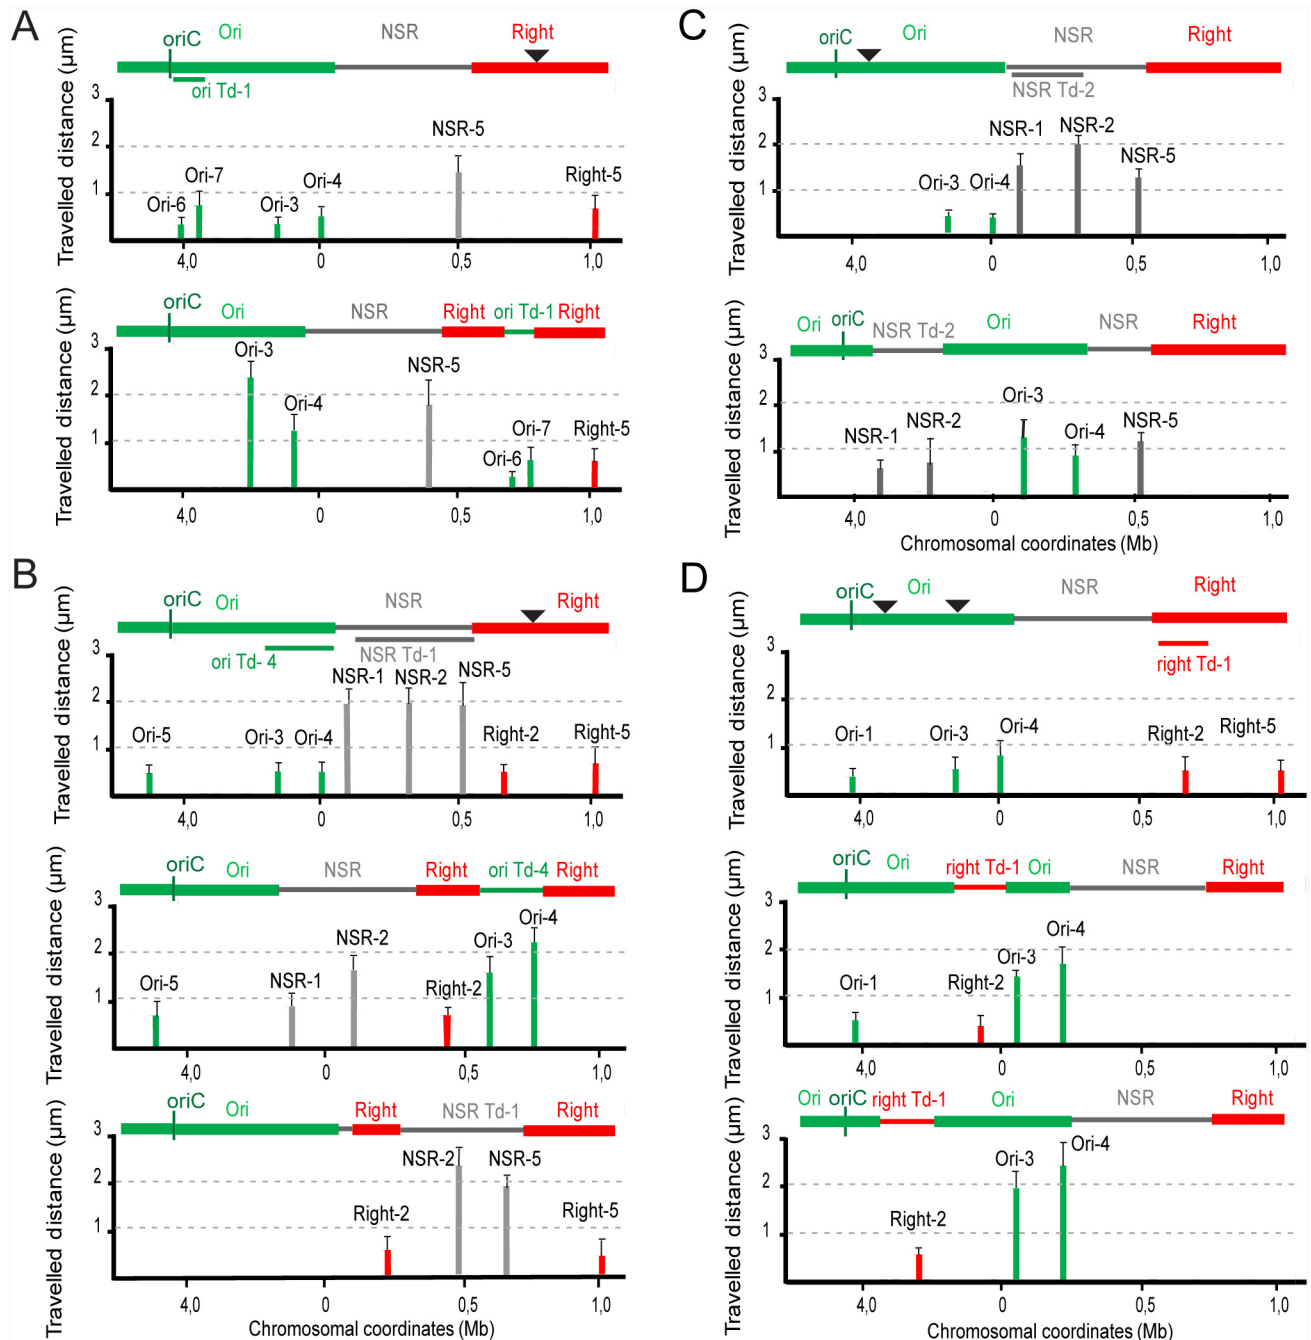 A
oriC Ori NSR Right
ori Td-1
Travelled distance (μm)
3
2
1
Ori-6 Ori-7 Ori-3 Ori-4 NSR-5 Right-5
4,0 0 0,5 1,0
oriC Ori NSR Right ori Td-1 Right
Travelled distance (μm)
3
2
1
Ori-3 Ori-4 NSR-5 Ori-6 Ori-7 Right-5
4,0 0 0,5 1,0
B
oriC Ori NSR Right
ori Td- 4 NSR Td-1
Travelled distance (μm)
3
2
1
Ori-5 Ori-3 Ori-4 NSR-1 NSR-2 NSR-5 Right-2 Right-5
4,0 0 0,5 1,0
oriC Ori NSR Right ori Td-4 Right
Travelled distance (μm)
3
2
1
Ori-5 NSR-1 NSR-2 Right-2 Ori-3 Ori-4
4,0 0 0,5 1,0
oriC Ori Right NSR Td-1 Right
Travelled distance (μm)
3
2
1
Right-2 NSR-2 NSR-5 Right-5
4,0 0 0,5 1,0
Chromosomal coordinates (Mb)
C
oriC Ori NSR Right
NSR Td-2
Travelled distance (μm)
3
2
1
Ori-3 Ori-4 NSR-1 NSR-2 NSR-5
4,0 0 0,5 1,0
Ori oriC NSR Td-2 Ori NSR Right
Travelled distance (μm)
3
2
1
NSR-1 NSR-2 Ori-3 Ori-4 NSR-5
4,0 0 0,5 1,0
Chromosomal coordinates (Mb)
D
oriC Ori NSR Right
right Td-1
Travelled distance (μm)
3
2
1
Ori-1 Ori-3 Ori-4 Right-2 Right-5
4,0 0 0,5 1,0
oriC Ori right Td-1 Ori NSR Right
Travelled distance (μm)
3
2
1
Ori-1 Right-2 Ori-3 Ori-4
4,0 0 0,5 1,0
Ori oriC right Td-1 Ori NSR Right
Travelled distance (μm)
3
2
1
Right-2 Ori-3 Ori-4
4,0 0 0,5 1,0
Chromosomal coordinates (Mb)